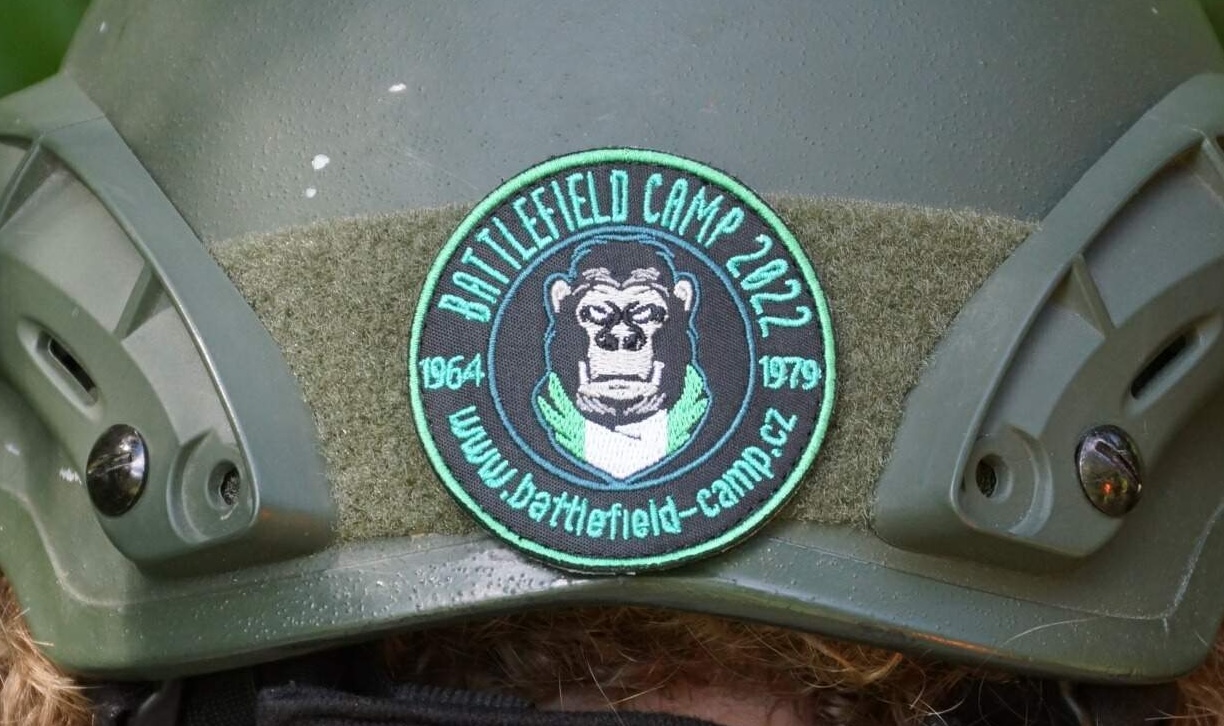 BATTLEFIELD CAMP 2022
1964 1979
www.battlefield-camp.cz